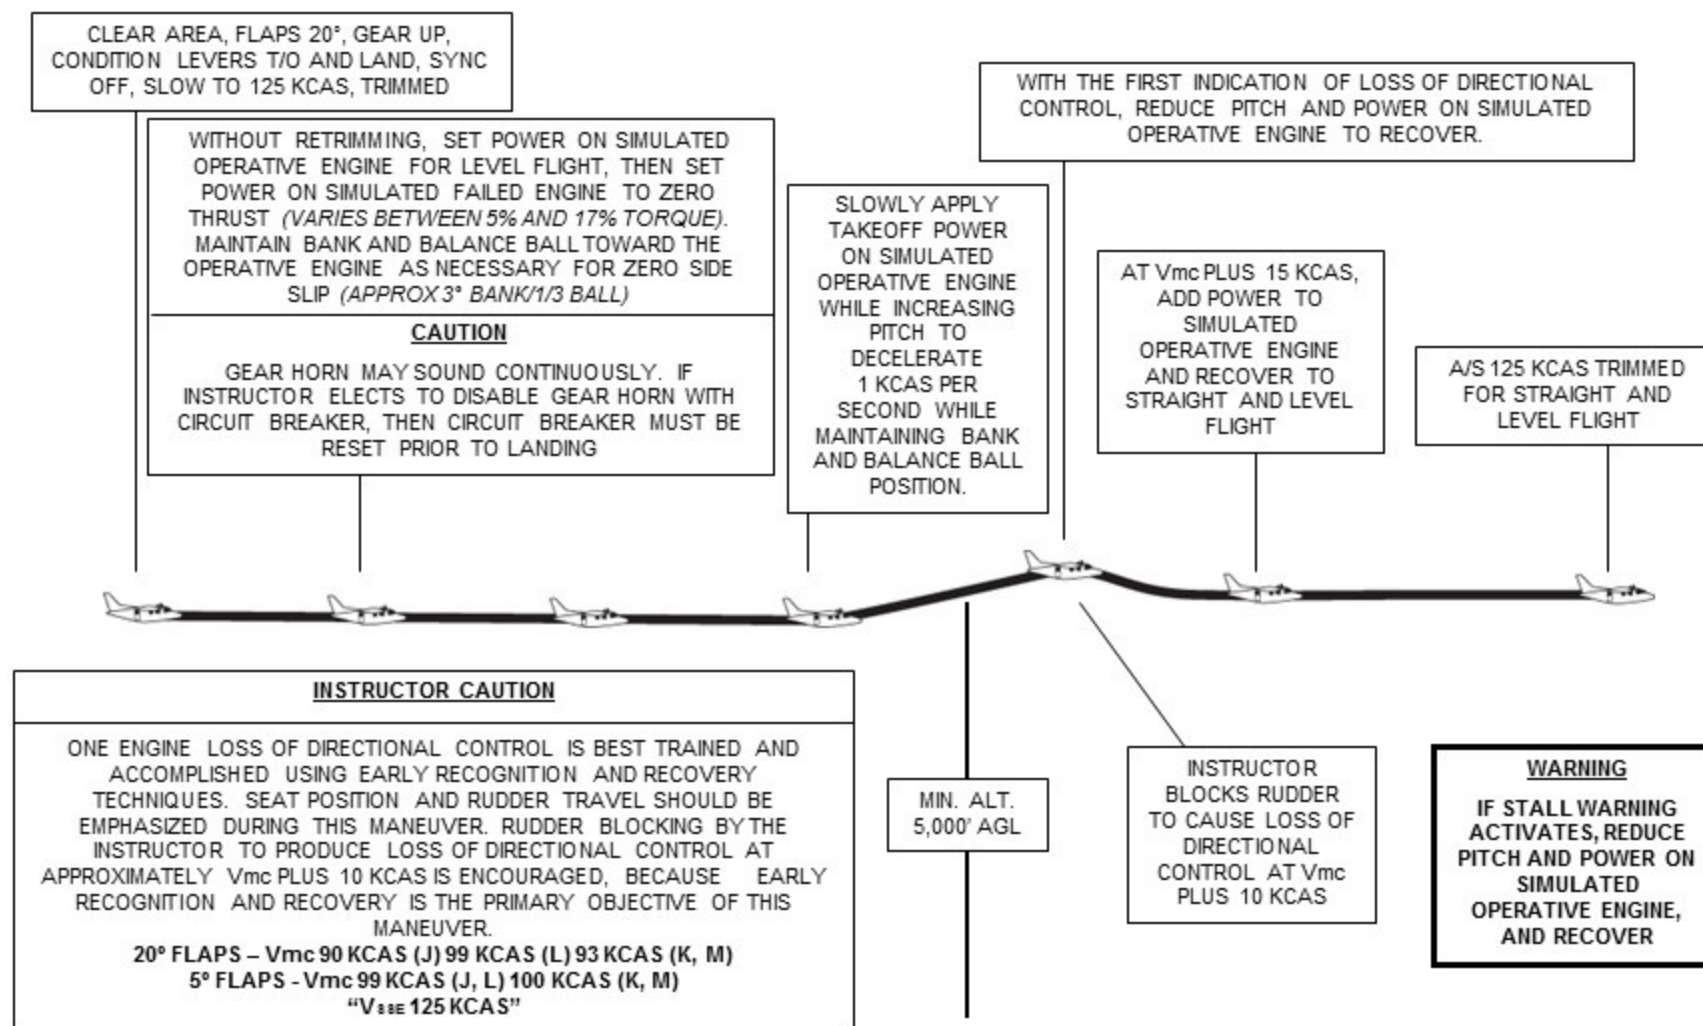 CLEAR AREA, FLAPS 20°, GEAR UP,
CONDITION LEVERS T/O AND LAND, SYNC
OFF, SLOW TO 125 KCAS, TRIMMED
WITHOUT RETRIMMING, SET POWER ON SIMULATED
OPERATIVE ENGINE FOR LEVEL FLIGHT, THEN SET
POWER ON SIMULATED FAILED ENGINE TO ZERO
THRUST (VARIES BETWEEN 5% AND 17% TORQUE).
MAINTAIN BANK AND BALANCE BALL TOWARD THE
OPERATIVE ENGINE AS NECESSARY FOR ZERO SIDE
SLIP (APPROX 3° BANK/1/3 BALL)
CAUTION
GEAR HORN MAY SOUND CONTINUOUSLY. IF
INSTRUCTOR ELECTS TO DISABLE GEAR HORN WITH
CIRCUIT BREAKER, THEN CIRCUIT BREAKER MUST BE
RESET PRIOR TO LANDING
SLOWLY APPLY
TAKEOFF POWER
ON SIMULATED
OPERATIVE ENGINE
WHILE INCREASING
PITCH TO
DECELERATE
1 KCAS PER
SECOND WHILE
MAINTAINING BANK
AND BALANCE BALL
POSITION.
WITH THE FIRST INDICATION OF LOSS OF DIRECTIONAL
CONTROL, REDUCE PITCH AND POWER ON SIMULATED
OPERATIVE ENGINE TO RECOVER.
AT Vmc PLUS 15 KCAS,
ADD POWER TO
SIMULATED
OPERATIVE ENGINE
AND RECOVER TO
STRAIGHT AND LEVEL
FLIGHT
A/S 125 KCAS TRIMMED
FOR STRAIGHT AND
LEVEL FLIGHT
INSTRUCTOR CAUTION
ONE ENGINE LOSS OF DIRECTIONAL CONTROL IS BEST TRAINED AND
ACCOMPLISHED USING EARLY RECOGNITION AND RECOVERY
TECHNIQUES. SEAT POSITION AND RUDDER TRAVEL SHOULD BE
EMPHASIZED DURING THIS MANEUVER. RUDDER BLOCKING BY THE
INSTRUCTOR TO PRODUCE LOSS OF DIRECTIONAL CONTROL AT
APPROXIMATELY Vmc PLUS 10 KCAS IS ENCOURAGED, BECAUSE EARLY
RECOGNITION AND RECOVERY IS THE PRIMARY OBJECTIVE OF THIS
MANEUVER.
20° FLAPS – Vmc 90 KCAS (J) 99 KCAS (L) 93 KCAS (K, M)
5° FLAPS - Vmc 99 KCAS (J, L) 100 KCAS (K, M)
“VSSE 125 KCAS”
MIN. ALT.
5,000’ AGL
INSTRUCTOR
BLOCKS RUDDER
TO CAUSE LOSS OF
DIRECTIONAL
CONTROL AT Vmc
PLUS 10 KCAS
WARNING
IF STALL WARNING
ACTIVATES, REDUCE
PITCH AND POWER ON
SIMULATED
OPERATIVE ENGINE,
AND RECOVER